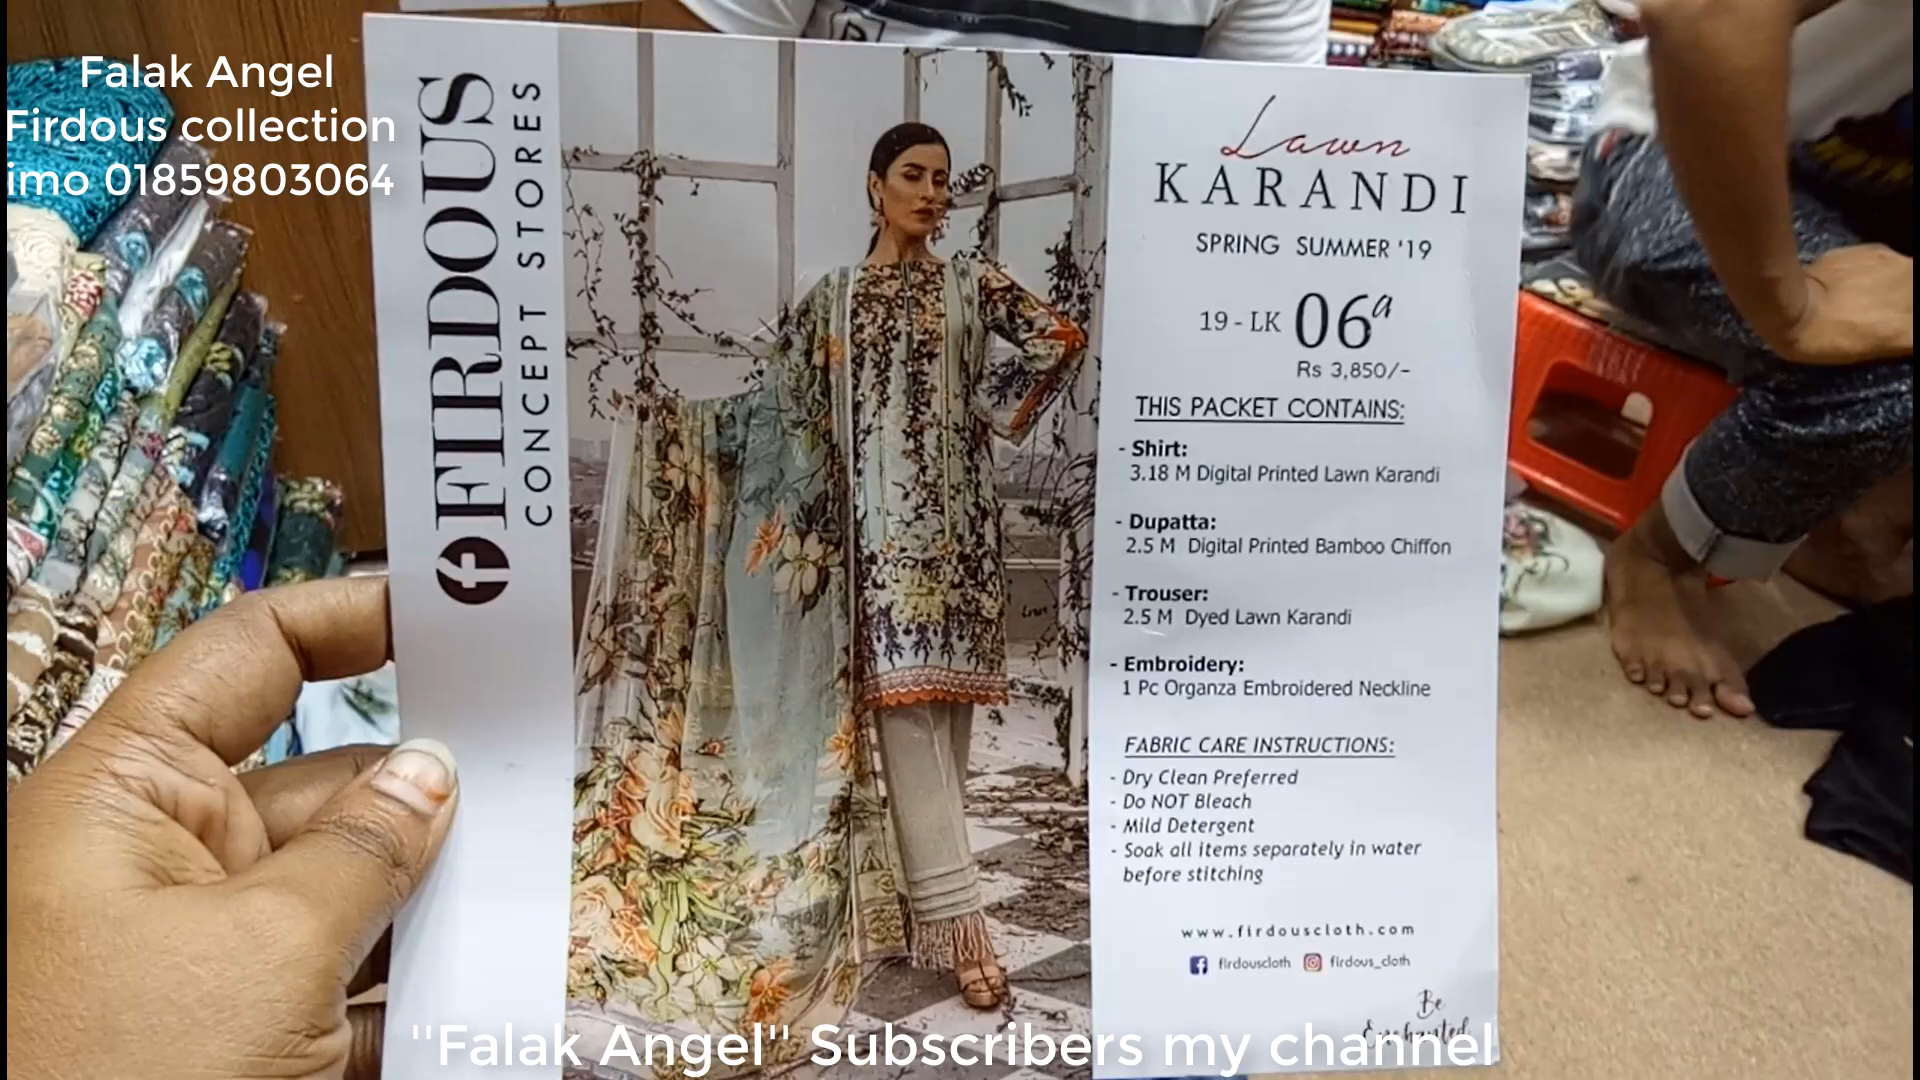 Falak Angel
Firdous collection
imo 01859803064
FIRDOUS
CONCEPT STORES
Lawn
KARANDI
SPRING SUMMER '19
19 - LK 06a
Rs 3,850/-
THIS PACKET CONTAINS:
- Shirt:
3.18 M Digital Printed Lawn Karandi
- Dupatta:
2.5 M Digital Printed Bamboo Chiffon
- Trouser:
2.5 M Dyed Lawn Karandi
- Embroidery:
1 Pc Organza Embroidered Neckline
FABRIC CARE INSTRUCTIONS:
- Dry Clean Preferred
- Do NOT Bleach
- Mild Detergent
- Soak all items separately in water
before stitching
www.firdouscloth.com
firdouscloth firdous_cloth
Be
Enchanted
"Falak Angel" Subscribers my channel